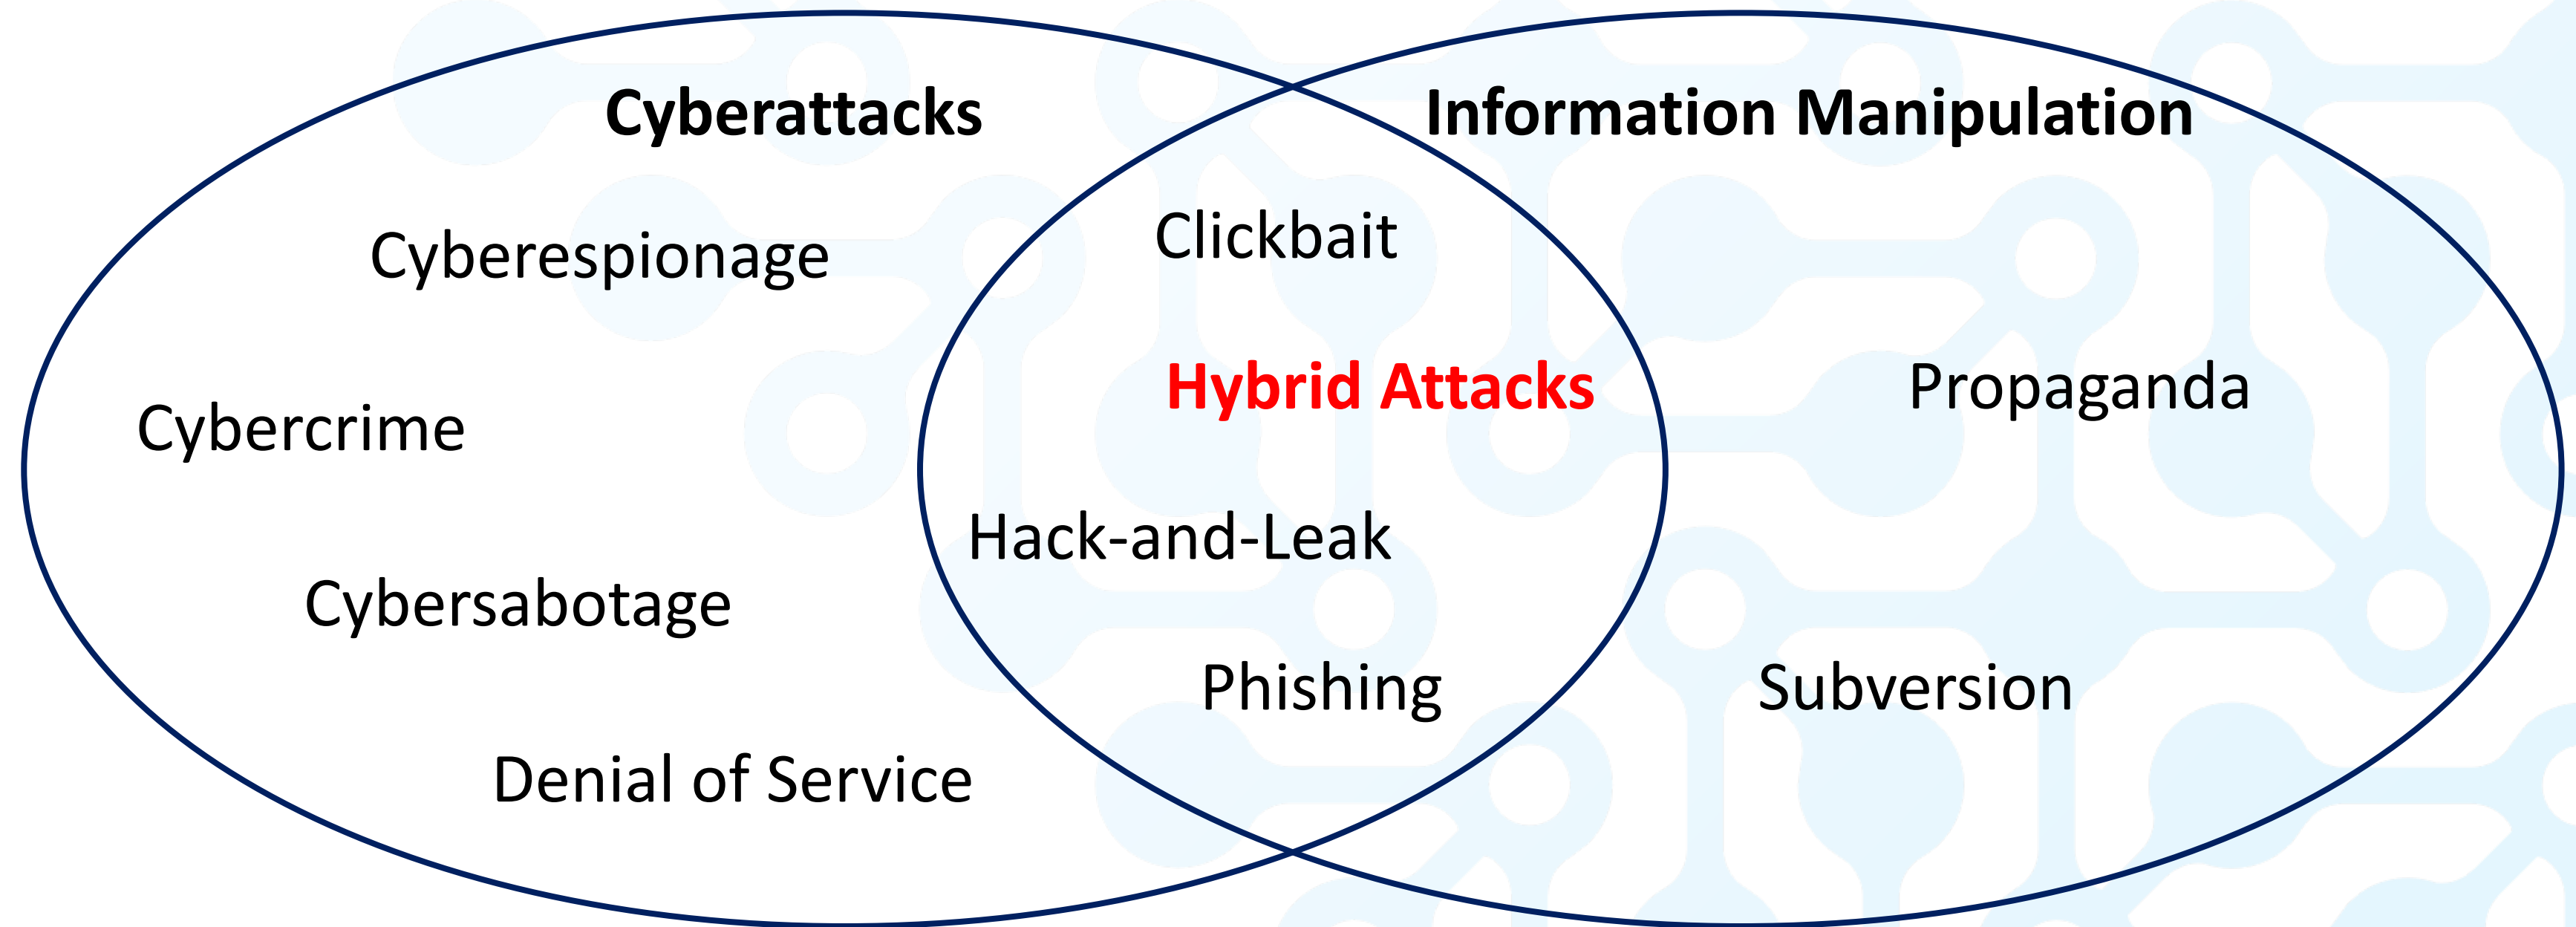 Cyberattacks
Information Manipulation
Cyberespionage
Clickbait
Cybercrime
Hybrid Attacks
Propaganda
Cybersabotage
Hack-and-Leak
Denial of Service
Phishing
Subversion